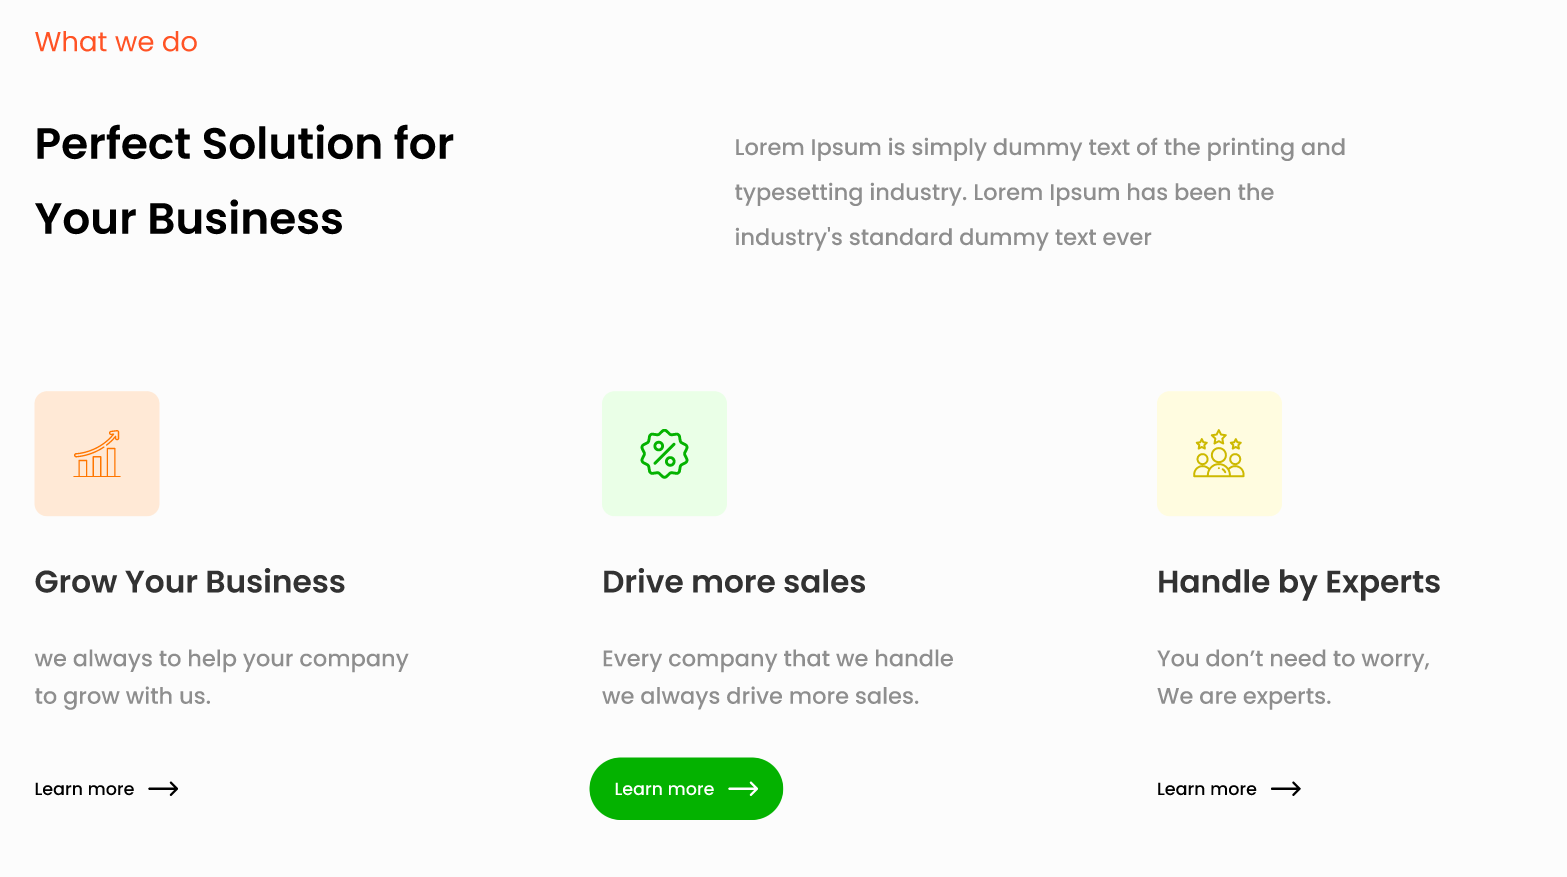 What we do
Perfect Solution for
Your Business
Lorem Ipsum is simply dummy text of the printing and
typesetting industry. Lorem Ipsum has been the
industry's standard dummy text ever
Grow Your Business
we always to help your company
to grow with us.
Learn more
Drive more sales
Every company that we handle
we always drive more sales.
Learn more
Handle by Experts
You don’t need to worry,
We are experts.
Learn more